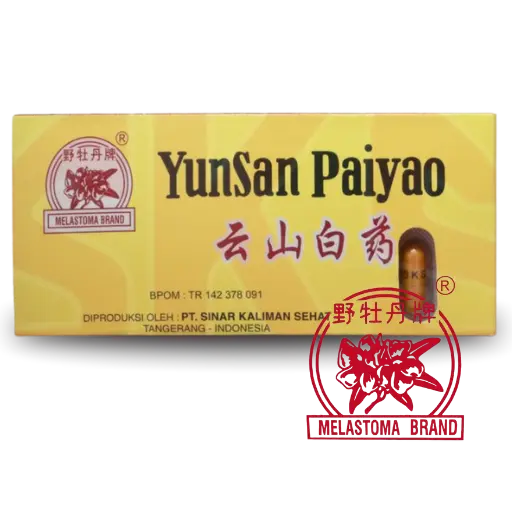 野牡丹牌 ®
MELASTOMA BRAND
YunSan Paiyao
云山白药
KS
BPOM : TR 142 378 091
DIPRODUKSI OLEH : PT. SINAR KALIMAN SEHAT
TANGERANG - INDONESIA
野牡丹牌 ®
MELASTOMA BRAND